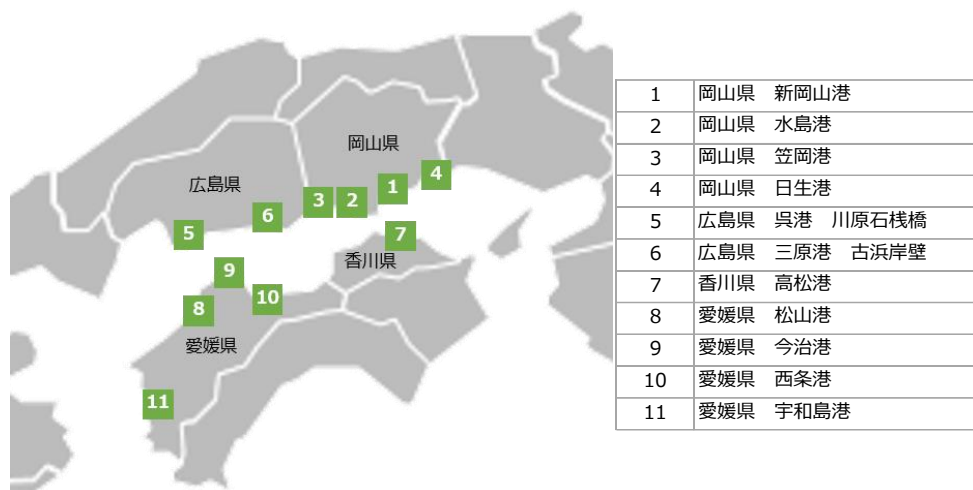 岡山県
広島県
4
1
3
2
6
5
7
香川県
9
10
8
愛媛県
11
1 岡山県 新岡山港
2 岡山県 水島港
3 岡山県 笠岡港
4 岡山県 日生港
5 広島県 呉港 川原石桟橋
6 広島県 三原港 古浜岸壁
7 香川県 高松港
8 愛媛県 松山港
9 愛媛県 今治港
10 愛媛県 西条港
11 愛媛県 宇和島港